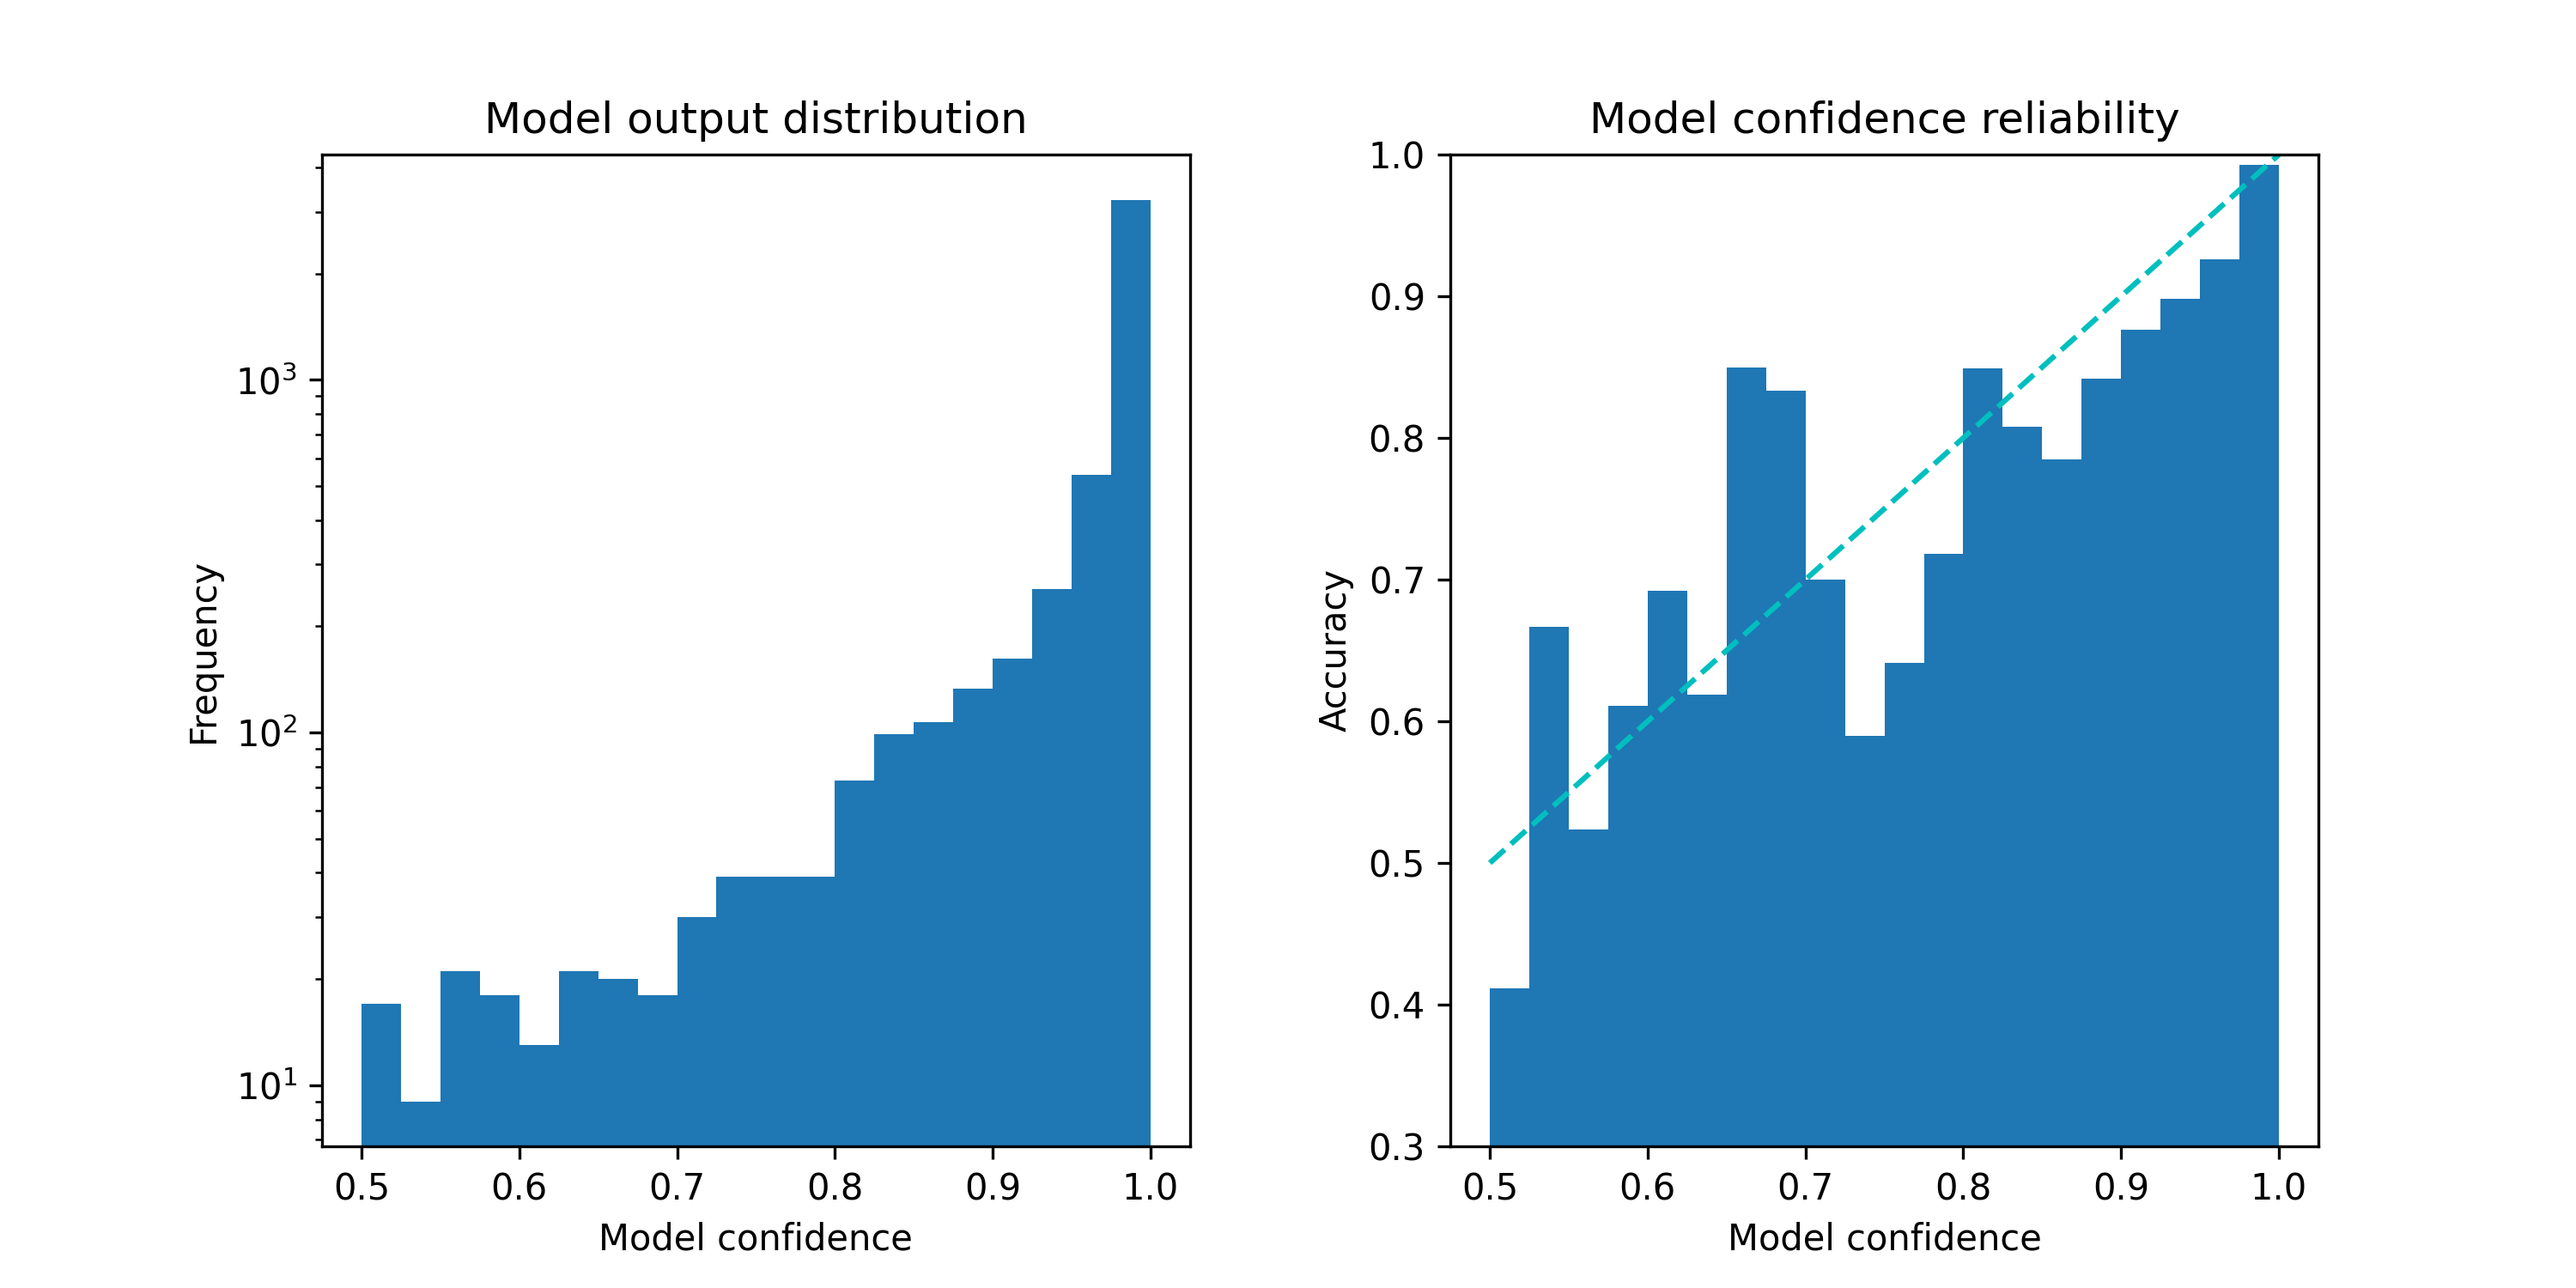 Model output distribution
Frequency
10³
10²
10¹
0.5 0.6 0.7 0.8 0.9 1.0
Model confidence
Model confidence reliability
Accuracy
1.0
0.9
0.8
0.7
0.6
0.5
0.4
0.3
0.5 0.6 0.7 0.8 0.9 1.0
Model confidence